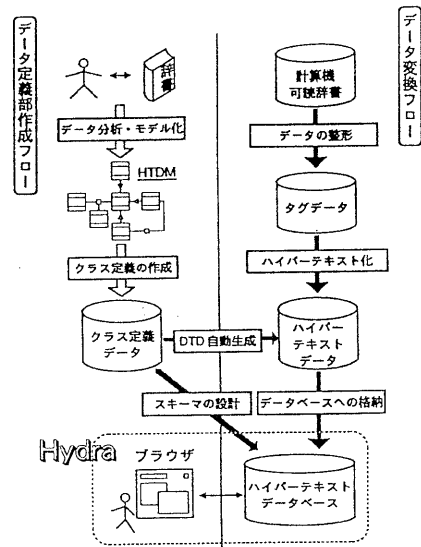 データ定義部作成フロー
辞書
データ分析・モデル化
HTDM
クラス定義の作成
クラス定義
データ
DTD 自動生成
スキーマの設計
データ変換フロー
計算機
可読辞書
データの整形
タグデータ
ハイパーテキスト化
ハイパー
テキスト
データ
データベースへの格納
Hydra
ブラウザ
ハイパーテキスト
データベース